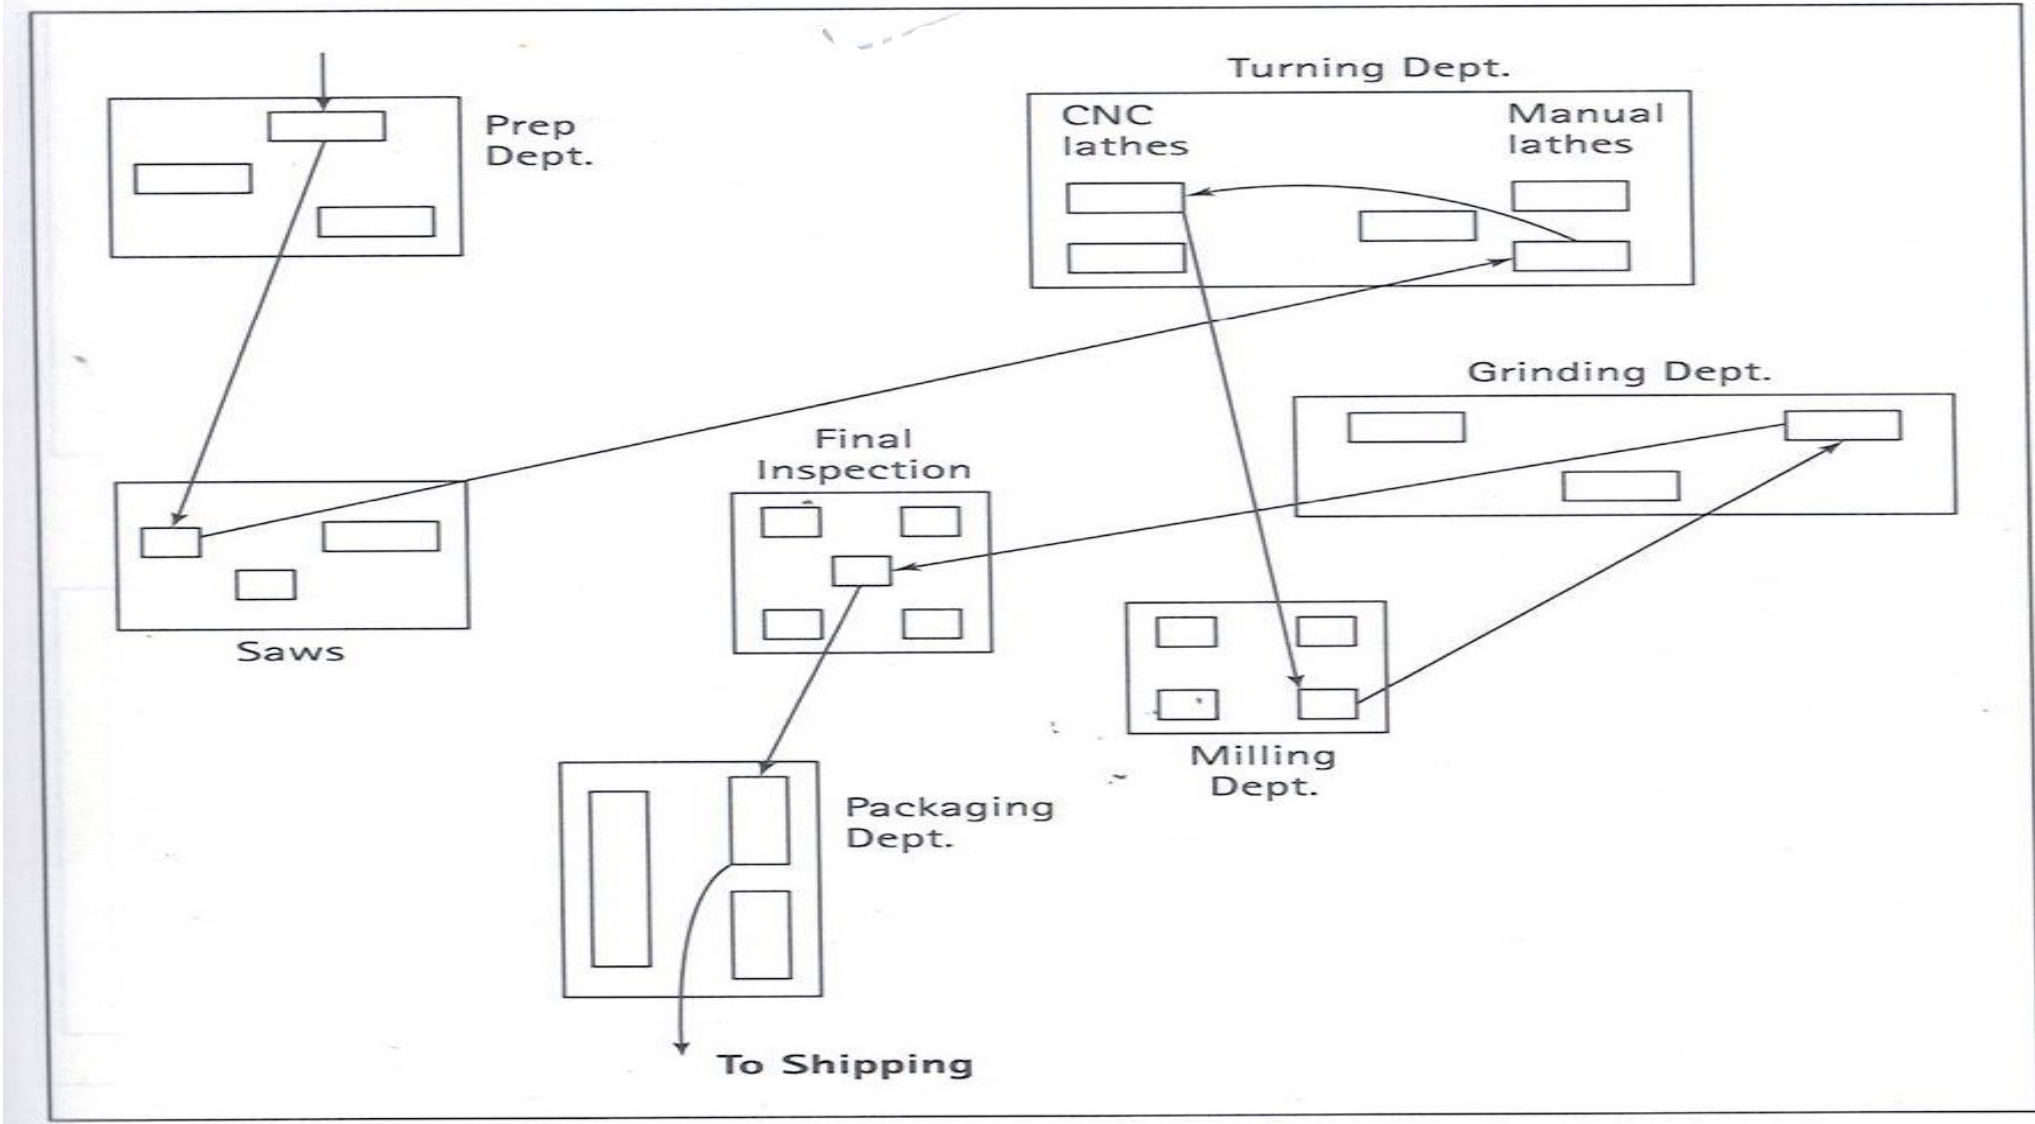 Turning Dept.
CNC
lathes
Manual
lathes
Prep
Dept.
Grinding Dept.
Final
Inspection
Saws
Milling
Dept.
Packaging
Dept.
To Shipping